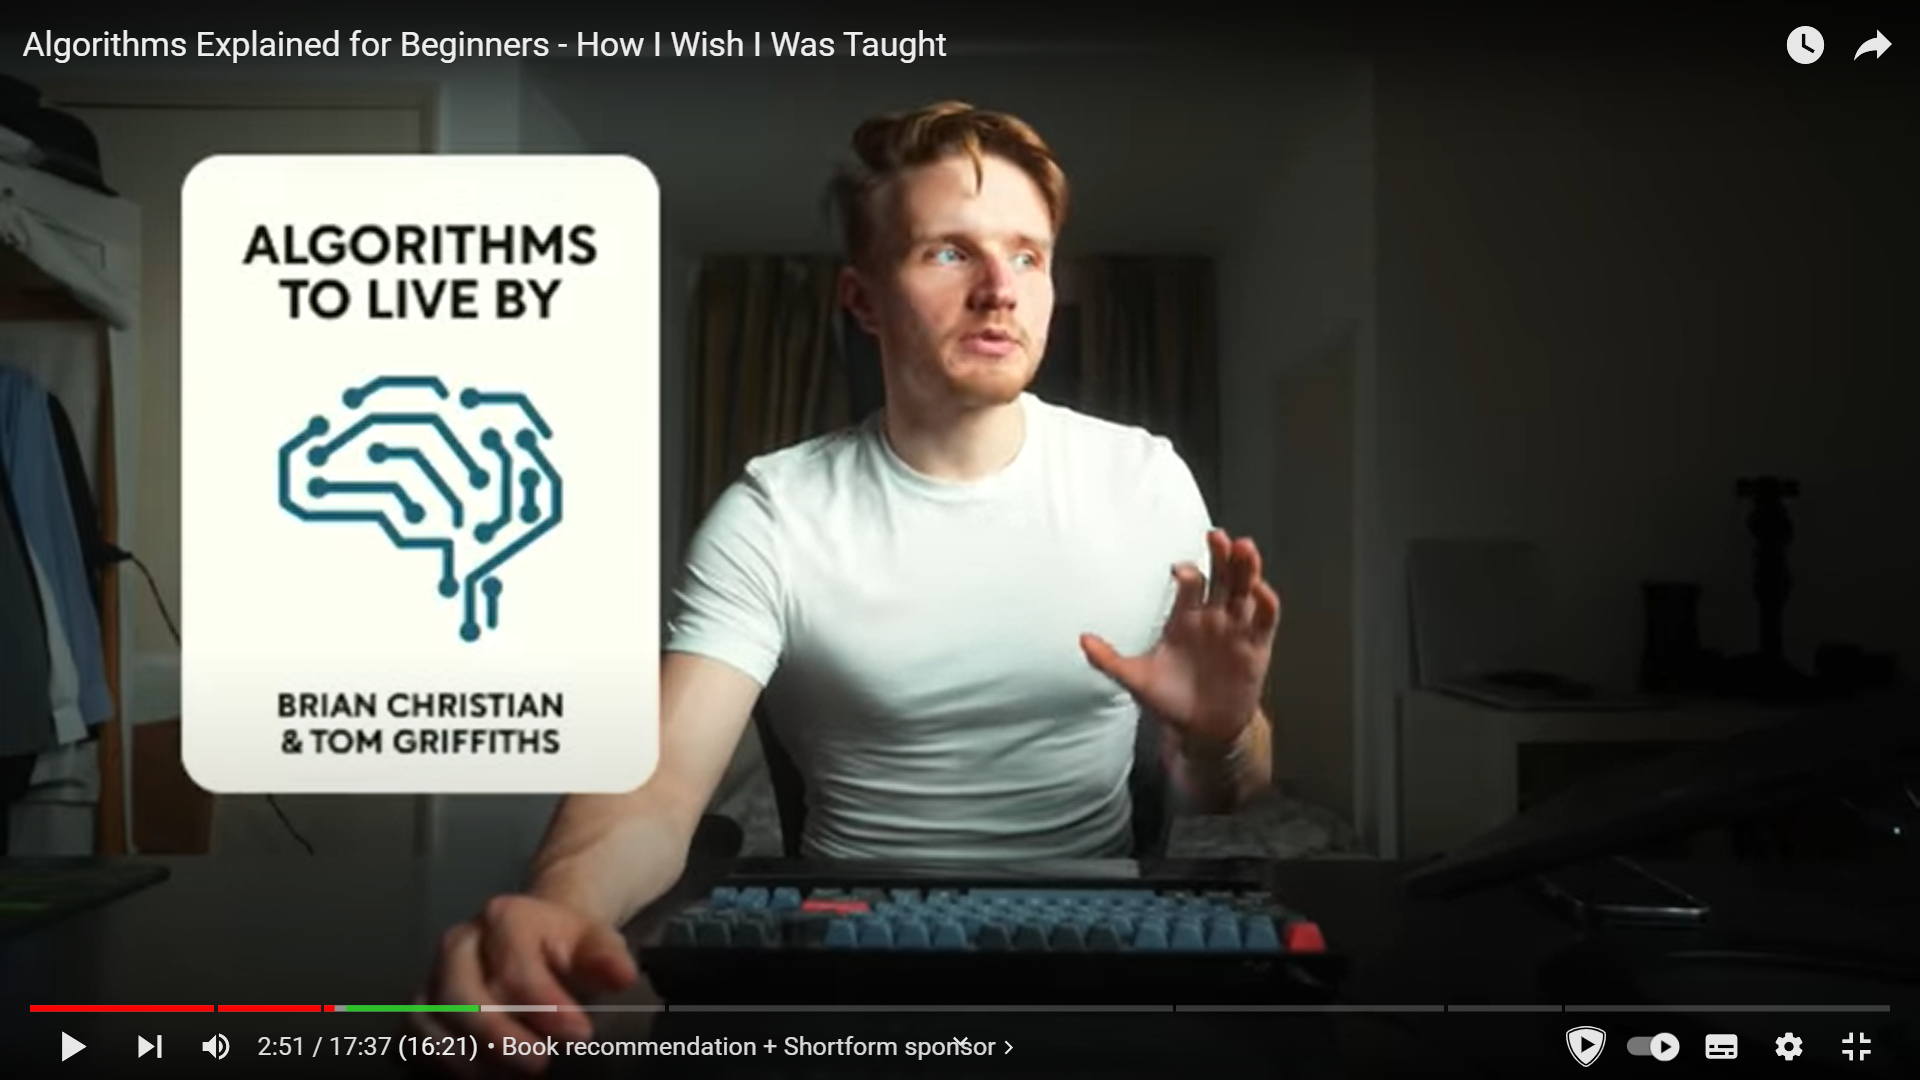 Algorithms Explained for Beginners - How I Wish I Was Taught
ALGORITHMS
TO LIVE BY
BRIAN CHRISTIAN
& TOM GRIFFITHS
2:51 / 17:37 (16:21) • Book recommendation + Shortform sponsor